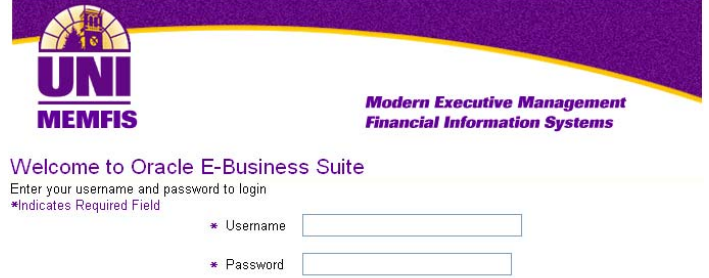 UNI
MEMFIS
Modern Executive Management
Financial Information Systems
Welcome to Oracle E-Business Suite
Enter your username and password to login
*Indicates Required Field
* Username
* Password